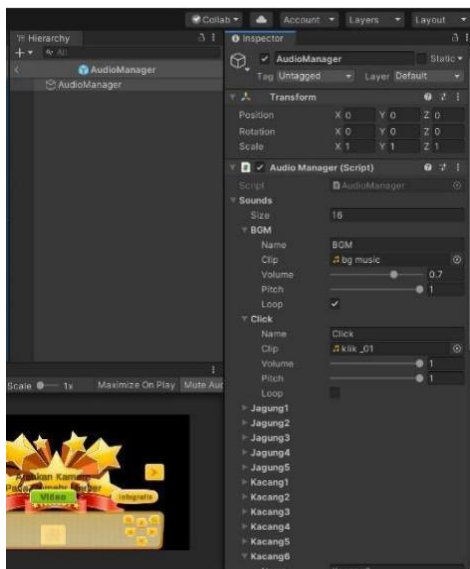 Collab
Account
Layers
Layout
Hierarchy
All
AudioManager
AudioManager
Inspector
AudioManager
Static
Tag Untagged
Layer Default
Transform
Position X 0 Y 0 Z 0
Rotation X 0 Y 0 Z 0
Scale X 1 Y 1 Z 1
Audio Manager (Script)
Script AudioManager
Sounds
Size 16
BGM
Name BGM
Clip bg music
Volume 0.7
Pitch 1
Loop
Click
Name Click
Clip klik _01
Volume 1
Pitch 1
Loop
Jagung1
Jagung2
Jagung3
Jagung4
Jagung5
Kacang1
Kacang2
Kacang3
Kacang4
Kacang5
Kacang6
Scale 1x Maximize On Play Mute Aud
Kamera
Video